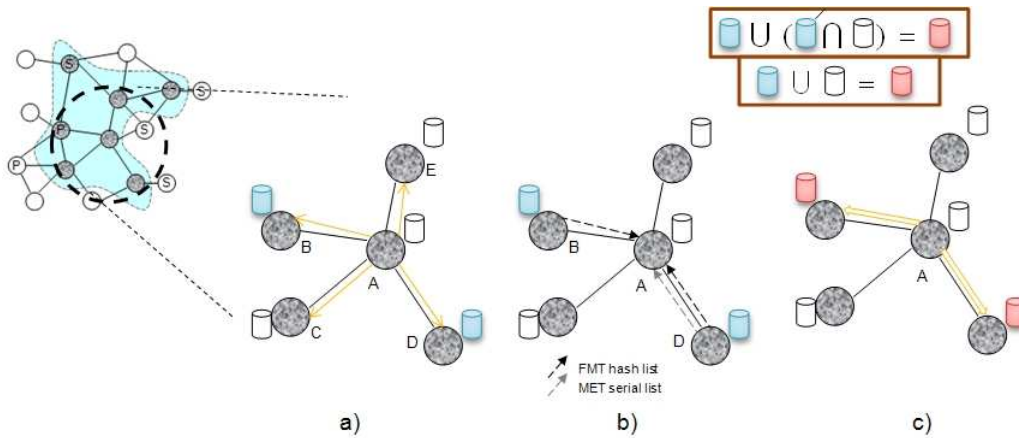 ∪ ( ∩ ) =
∪ =
S
S
S
P
S
P
S
E
B
A
C
D
B
A
D
A
FMT hash list
MET serial list
a)
b)
c)